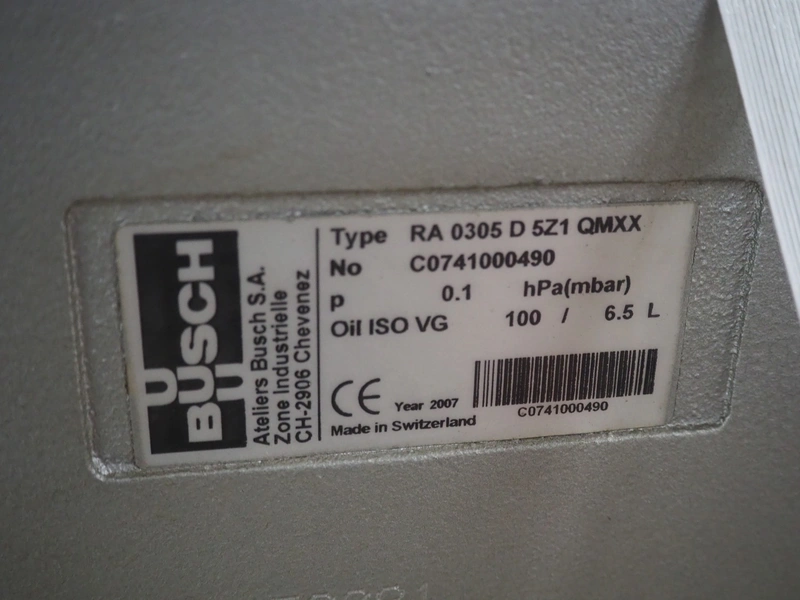 BUSCH
Ateliers Busch S.A.
Zone Industrielle
CH-2906 Chevenez
Type RA 0305 D 5Z1 QMXX
No C0741000490
p 0.1 hPa(mbar)
Oil ISO VG 100 / 6.5 L
CE Year 2007
Made in Switzerland
C0741000490